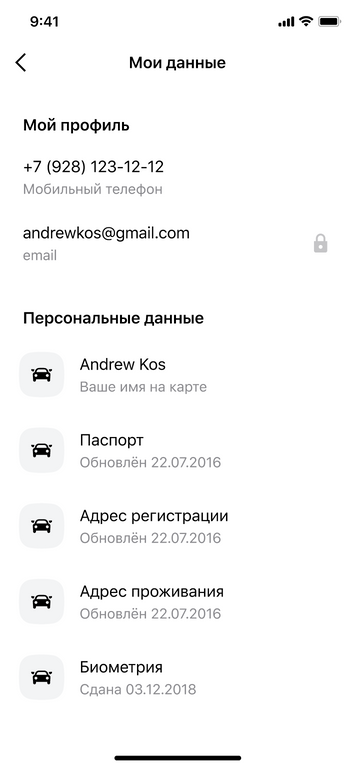 9:41
Мои данные
Мой профиль
+7 (928) 123-12-12
Мобильный телефон
andrewkos@gmail.com
email
Персональные данные
Andrew Kos
Ваше имя на карте
Паспорт
Обновлён 22.07.2016
Адрес регистрации
Обновлён 22.07.2016
Адрес проживания
Обновлён 22.07.2016
Биометрия
Сдана 03.12.2018